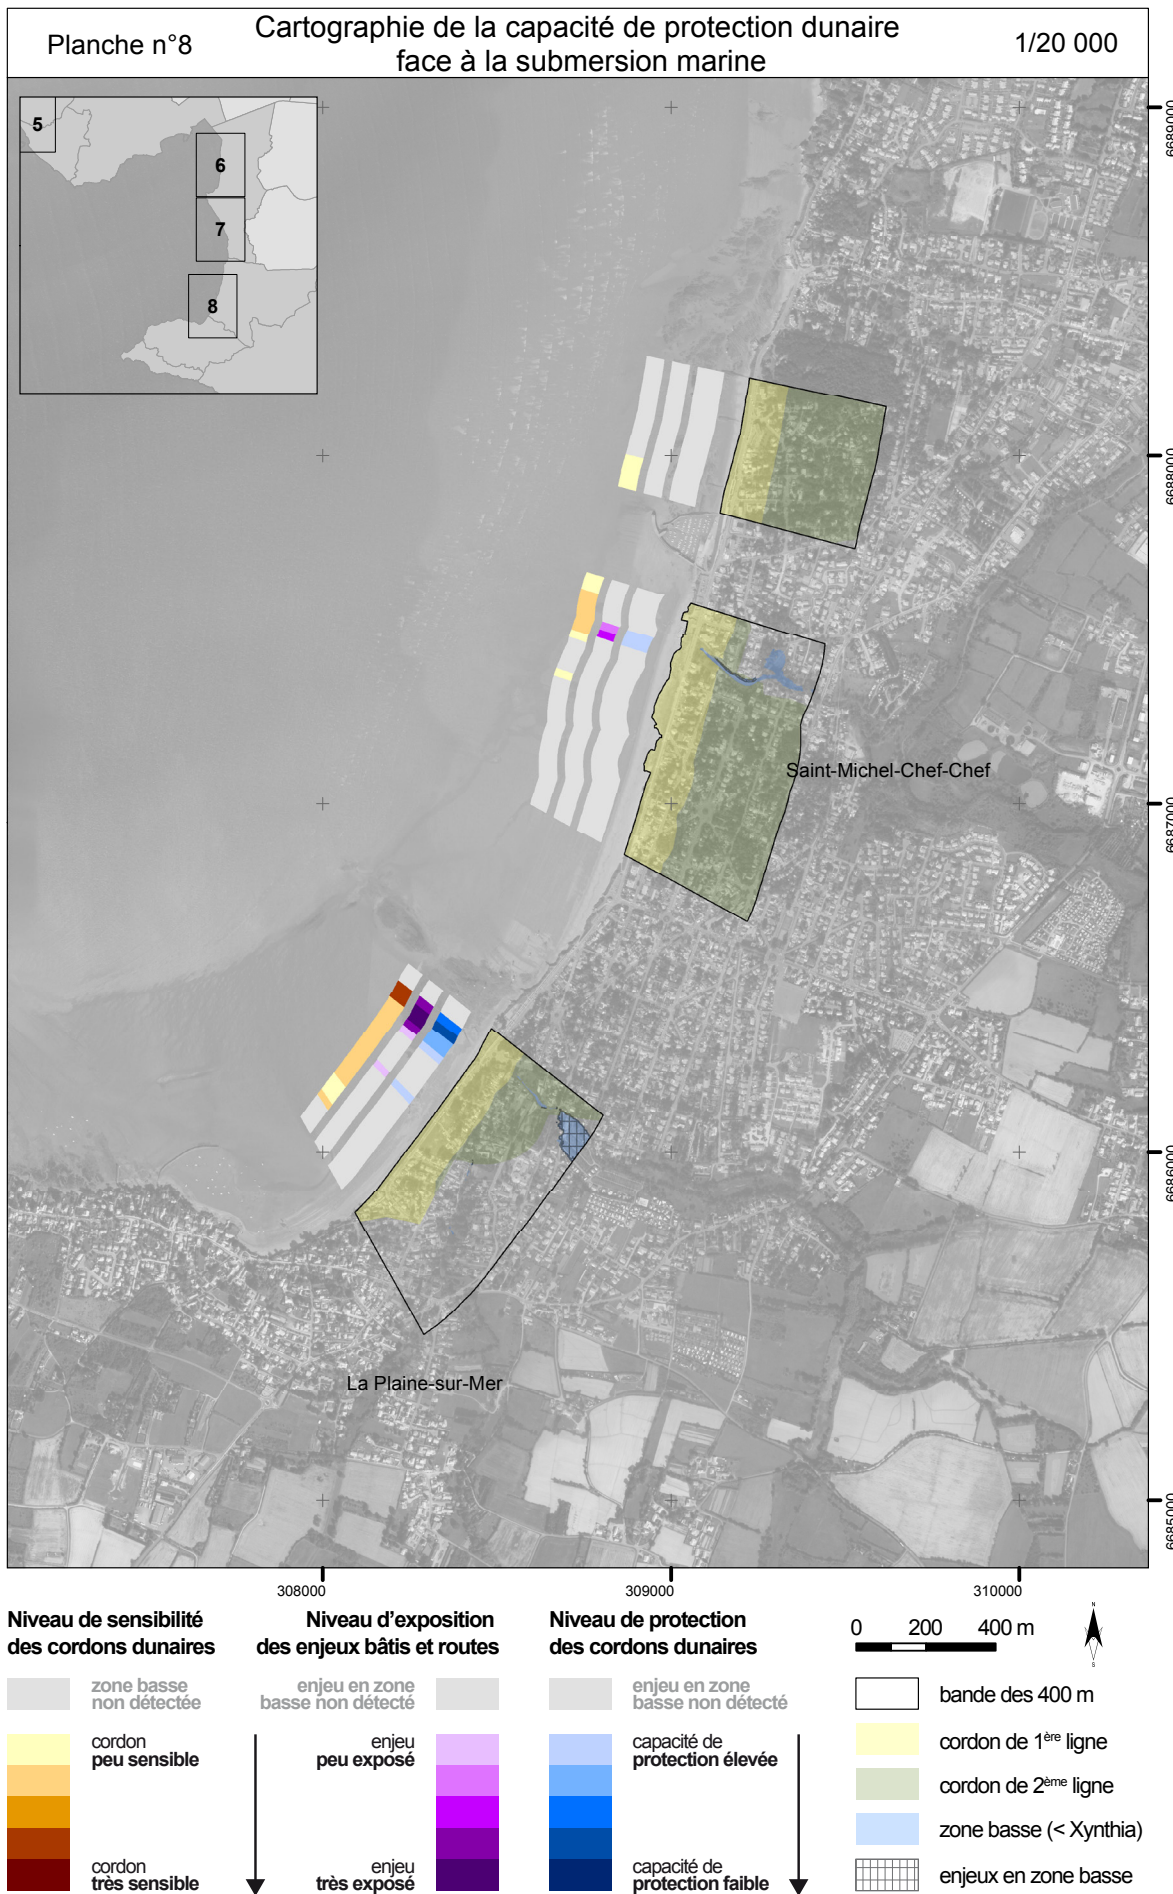 Planche n°8
Cartographie de la capacité de protection dunaire
face à la submersion marine
1/20 000
5
6
7
8
6689000
6688000
6687000
6686000
6685000
Saint-Michel-Chef-Chef
La Plaine-sur-Mer
308000
309000
310000
Niveau de sensibilité
des cordons dunaires
zone basse
non détectée
cordon
peu sensible
cordon
très sensible
Niveau d'exposition
des enjeux bâtis et routes
enjeu en zone
basse non détecté
enjeu
peu exposé
enjeu
très exposé
Niveau de protection
des cordons dunaires
enjeu en zone
basse non détecté
capacité de
protection élevée
capacité de
protection faible
0 200 400 m
N
S
bande des 400 m
cordon de 1ère ligne
cordon de 2ème ligne
zone basse (< Xynthia)
enjeux en zone basse